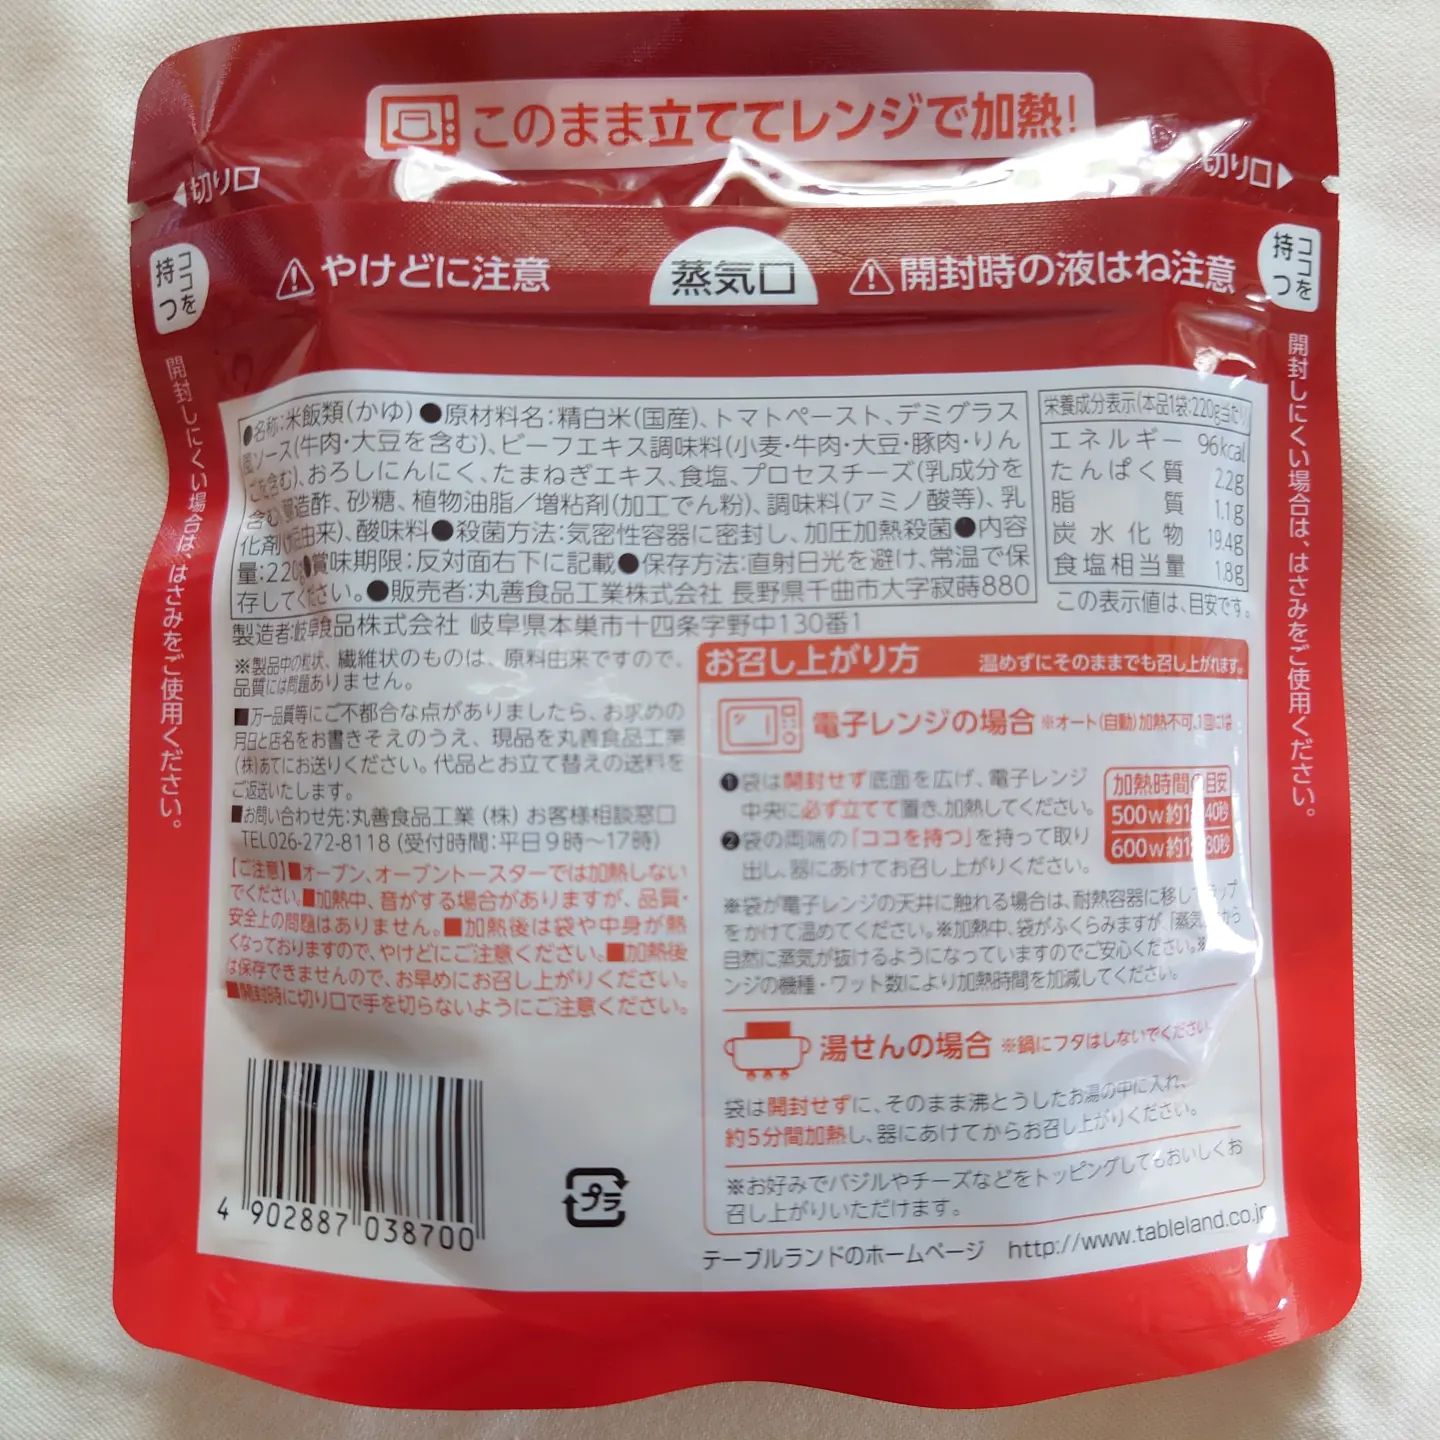 このまま立ててレンジで加熱!
◀切り口
切り口▶
ココを持つ
⚠やけどに注意
蒸気口
⚠開封時の液はね注意
ココを持つ
開封しにくい場合は、はさみをご使用ください。
開封しにくい場合は、はさみをご使用ください。
●名称:米飯類(かゆ)●原材料名:精白米(国産)、トマトペースト、デミグラス
風ソース(牛肉・大豆を含む)、ビーフエキス調味料(小麦・牛肉・大豆・豚肉・りん
ごを含む)、おろしにんにく、たまねぎエキス、食塩、プロセスチーズ(乳成分を
含む)、醸造酢、砂糖、植物油脂/増粘剤(加工でん粉)、調味料(アミノ酸等)、乳
化剤(大豆由来)、酸味料●殺菌方法:気密性容器に密封し、加圧加熱殺菌●内容
量:220g●賞味期限:反対面右下に記載●保存方法:直射日光を避け、常温で保
存してください。●販売者:丸善食品工業株式会社 長野県千曲市大字寂蒔880
製造者:岐阜食品株式会社 岐阜県本巣市十四条字野中130番1
栄養成分表示(本品1袋:220g当たり)
エネルギー 96kcal
たんぱく質 2.2g
脂質 1.1g
炭水化物 19.4g
食塩相当量 1.8g
この表示値は、目安です。
※製品中の粒状、繊維状のものは、原料由来ですので、
品質には問題ありません。
■万一品質等にご不都合な点がありましたら、お求めの
月日と店名をお書きそえのうえ、現品を丸善食品工業
(株)あてにお送りください。代品とお立て替えの送料を
ご返送いたします。
■お問い合わせ先:丸善食品工業(株)お客様相談窓口
TEL026-272-8118(受付時間:平日9時〜17時)
【ご注意】■オーブン、オーブントースターでは加熱しない
でください。■加熱中、音がする場合がありますが、品質・
安全上の問題はありません。■加熱後は袋や中身が熱
くなっておりますので、やけどにご注意ください。■加熱後
は保存できませんので、お早めにお召し上がりください。
■開封時に切り口で手を切らないようにご注意ください。
お召し上がり方 温めずにそのままでも召し上がれます。
電子レンジの場合 ※オート(自動)加熱不可、1回に1袋
❶袋は開封せず底面を広げ、電子レンジ
中央に必ず立てて置き、加熱してください。
❷袋の両端の「ココを持つ」を持って取り
出し、器にあけてお召し上がりください。
加熱時間の目安
500w約1分40秒
600w約1分30秒
※袋が電子レンジの天井に触れる場合は、耐熱容器に移してラップ
をかけて温めてください。※加熱中、袋がふくらみますが、「蒸気口」から
自然に蒸気が抜けるようになっていますのでご安心ください。※
ンジの機種・ワット数により加熱時間を加減してください。
湯せんの場合 ※鍋にフタはしないでください。
袋は開封せずに、そのまま沸とうしたお湯の中に入れ、
約5分間加熱し、器にあけてからお召し上がりください。
※お好みでバジルやチーズなどをトッピングしてもおいしくお
召し上がりいただけます。
4 902887 038700
プラ
テーブルランドのホームページ http://www.tableland.co.jp